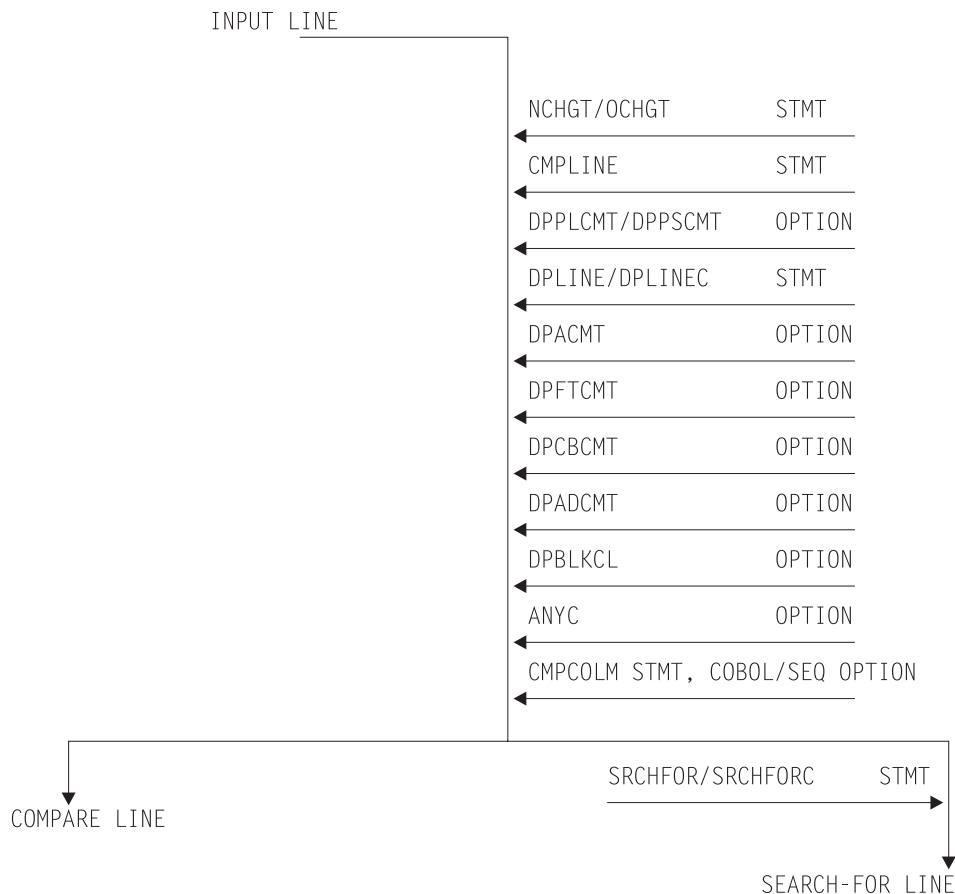 INPUT LINE
NCHGT/OCHGT STMT
CMPLINE STMT
DPPLCMT/DPPSCMT OPTION
DPLINE/DPLINEC STMT
DPACMT OPTION
DPFTCMT OPTION
DPCBCMT OPTION
DPADCMT OPTION
DPBLKCL OPTION
ANYC OPTION
CMPCOLM STMT, COBOL/SEQ OPTION
SRCHFOR/SRCHFORC STMT
COMPARE LINE
SEARCH-FOR LINE